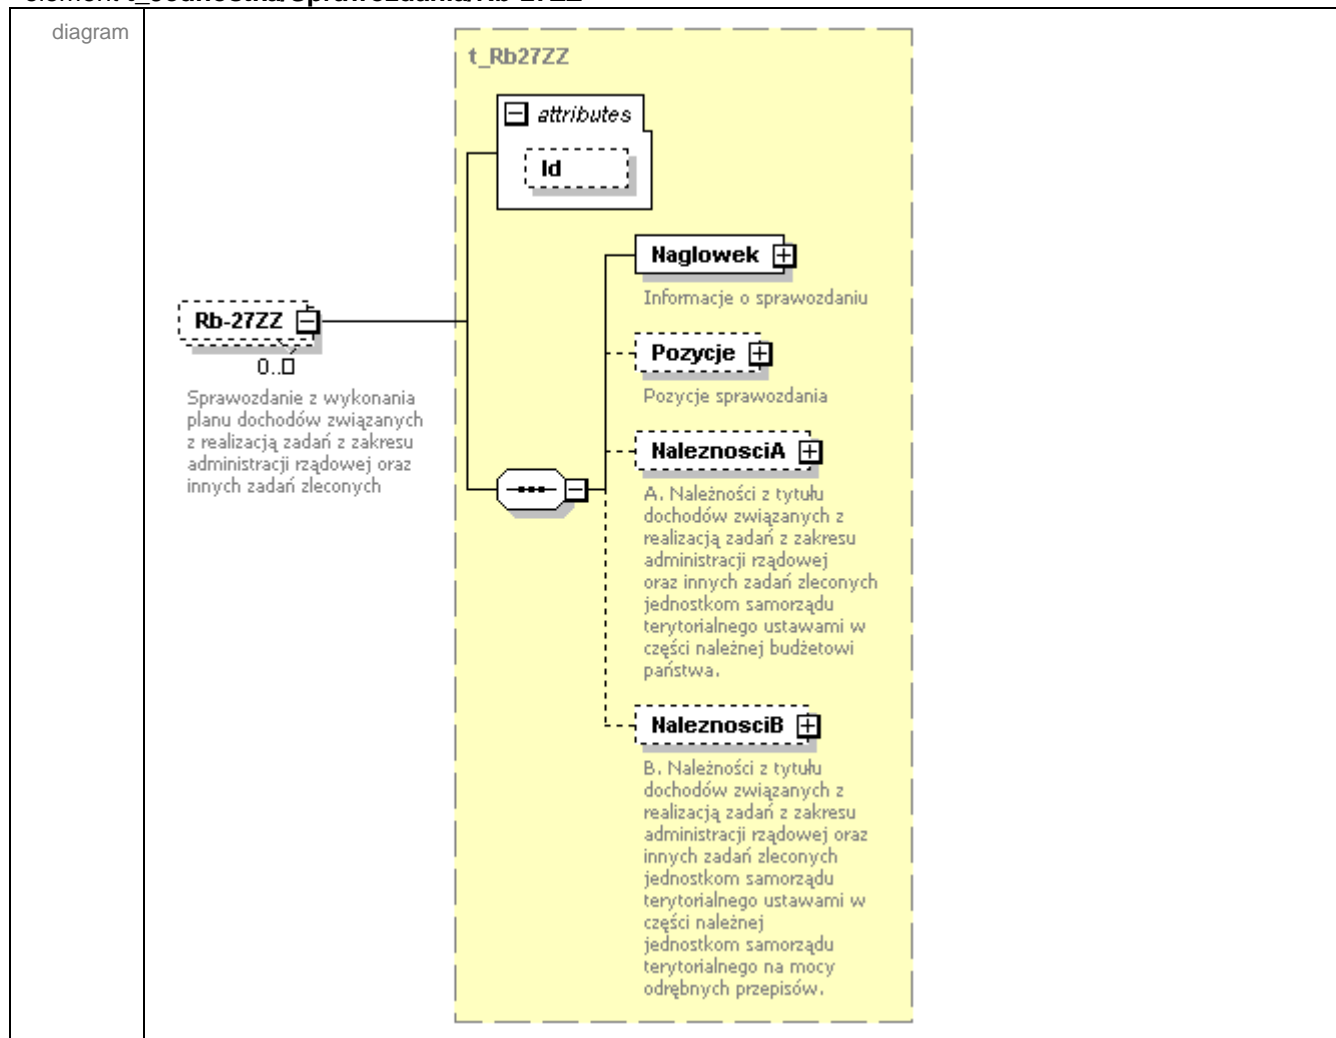 diagram
t_Rb27ZZ
attributes
Id
Naglowek
Informacje o sprawozdaniu
Rb-27ZZ
0..
Sprawozdanie z wykonania
planu dochodów związanych
z realizacją zadań z zakresu
administracji rządowej oraz
innych zadań zleconych
Pozycje
Pozycje sprawozdania
NaleznosciA
A. Należności z tytułu
dochodów związanych z
realizacją zadań z zakresu
administracji rządowej
oraz innych zadań zleconych
jednostkom samorządu
terytorialnego ustawami w
części należnej budżetowi
państwa.
NaleznosciB
B. Należności z tytułu
dochodów związanych z
realizacją zadań z zakresu
administracji rządowej oraz
innych zadań zleconych
jednostkom samorządu
terytorialnego ustawami w
części należnej
jednostkom samorządu
terytorialnego na mocy
odrębnych przepisów.